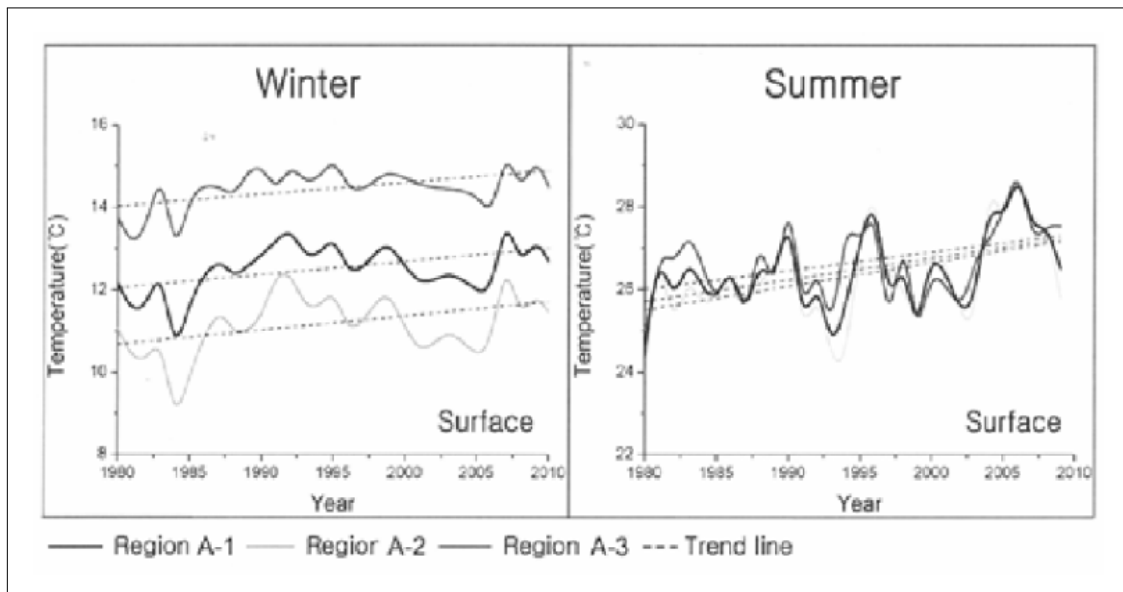 Winter
Summer
Temperature(℃)
16
14
12
10
8
1980 1985 1990 1995 2000 2005 2010
Year
Surface
Temperature(℃)
30
28
26
24
22
1980 1985 1990 1995 2000 2005 2010
Year
Surface
Region A-1 Regior A-2 Region A-3 Trend line